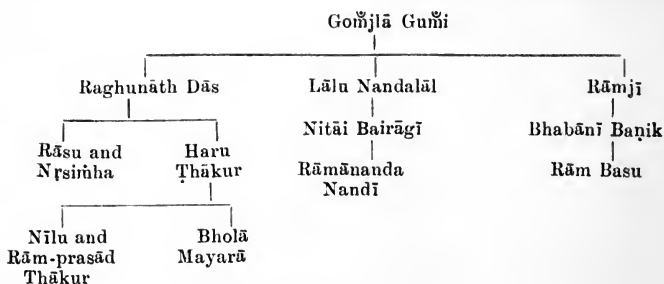 Gom̐jlā Gum̐i
Raghunāth Dās Lālu Nandalāl Rāmjī
Nitāi Bairāgī Bhabānī Baṇik
Rāsu and Haru
Nṛsiṁha Ṭhākur Rāmānanda Rām Basu
Nandī
Nīlu and Bholā
Rām-prasād Mayarā
Ṭhākur